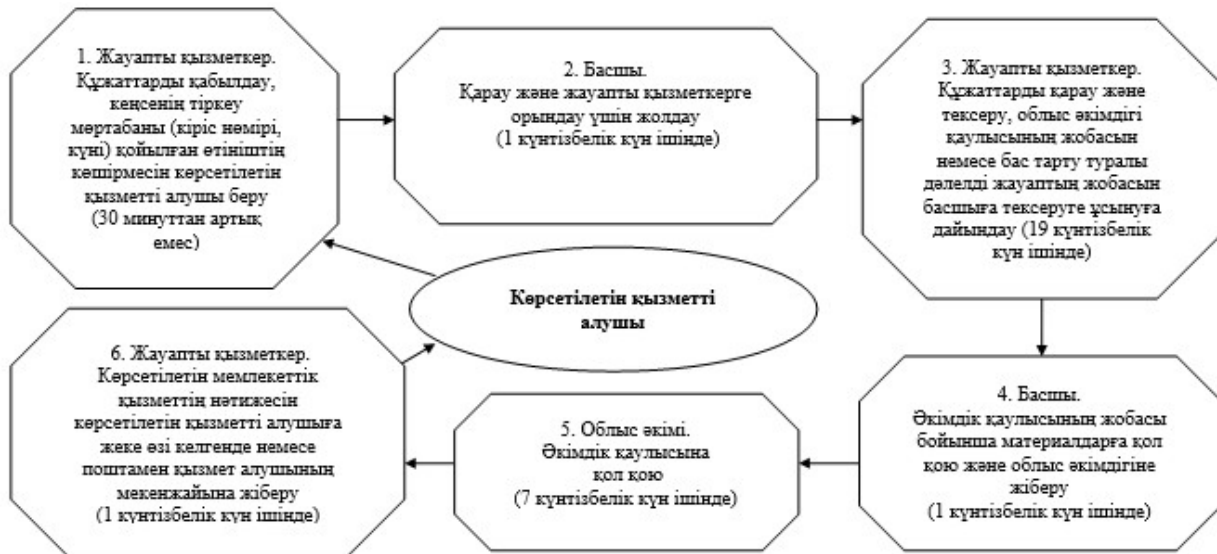 1. Жауапты қызметкер.
Құжаттарды қабылдау,
кеңсенің тіркеу
мөртабаны (кіріс нөмірі,
күні) қойылған өтініштің
көшірмесін көрсетілетін
қызметті алушы беру
(30 минуттан артық
емес)
2. Басшы.
Қарау және жауапты қызметкерге
орындау үшін жолдау
(1 күнтізбелік күн ішінде)
3. Жауапты қызметкер.
Құжаттарды қарау және
тексеру, облыс әкімдігі
қаулысының жобасын
немесе бас тарту туралы
дәлелді жауаптың жобасын
басшыға тексеруге ұсынуға
дайындау (19 күнтізбелік
күн ішінде)
Көрсетілетін қызметті
алушы
4. Басшы.
Әкімдік қаулысының жобасы
бойынша материалдарға қол
қою және облыс әкімдігіне
жіберу
(1 күнтізбелік күн ішінде)
5. Облыс әкімі.
Әкімдік қаулысына
қол қою
(7 күнтізбелік күн ішінде)
6. Жауапты қызметкер.
Көрсетілетін мемлекеттік
қызметтің нәтижесін
көрсетілетін қызметті алушыға
жеке өзі келгенде немесе
поштамен қызмет алушының
мекенжайына жіберу
(1 күнтізбелік күн ішінде)